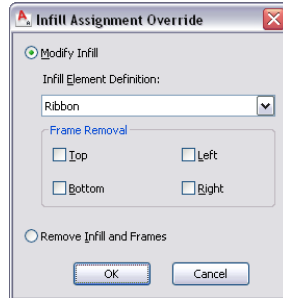 Infill Assignment Override
Modify Infill
Infill Element Definition:
Ribbon
Frame Removal
Top
Left
Bottom
Right
Remove Infill and Frames
OK
Cancel